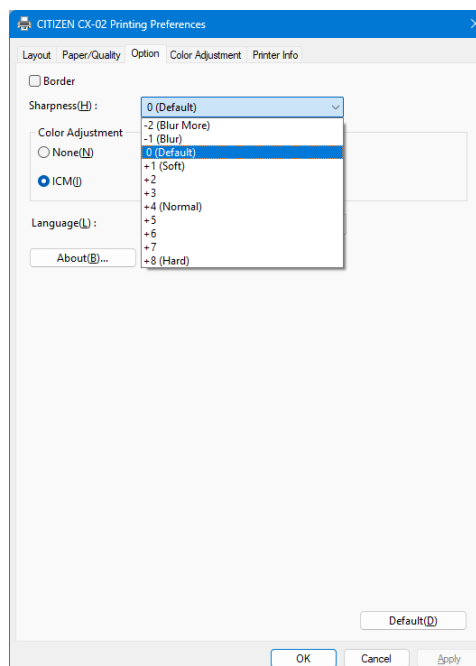 CITIZEN CX-02 Printing Preferences
Layout Paper/Quality Option Color Adjustment Printer Info
Border
Sharpness(H) : 0 (Default)
-2 (Blur More)
-1 (Blur)
0 (Default)
+1 (Soft)
+2
+3
+4 (Normal)
+5
+6
+7
+8 (Hard)
Color Adjustment
None(N)
ICM(I)
Language(L) :
About(B)...
Default(D)
OK Cancel Apply